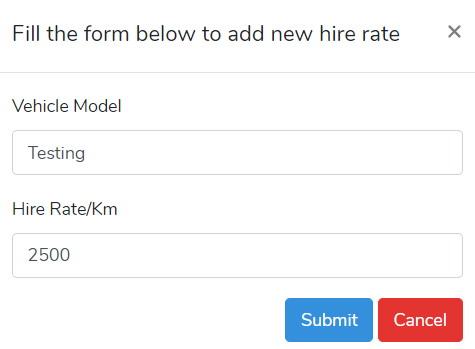 Fill the form below to add new hire rate ×
Vehicle Model
Testing
Hire Rate/Km
2500
Submit Cancel